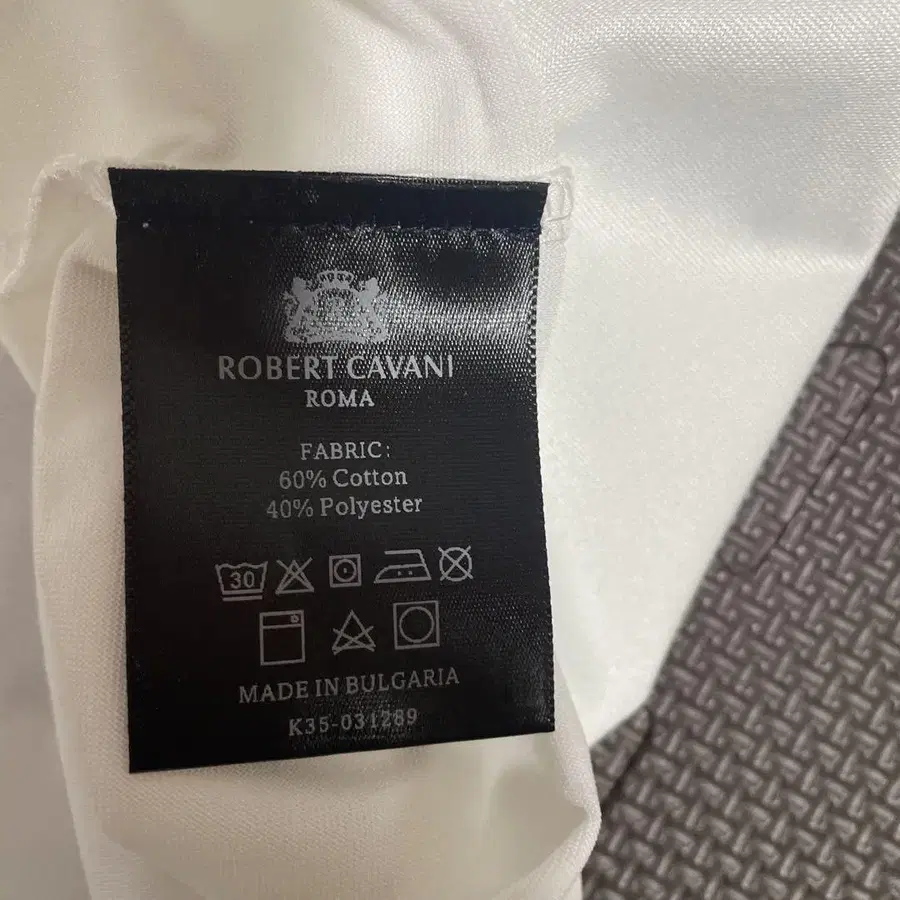 ROBERT CAVANI
ROMA
FABRIC:
60% Cotton
40% Polyester
30
MADE IN BULGARIA
K35-031289